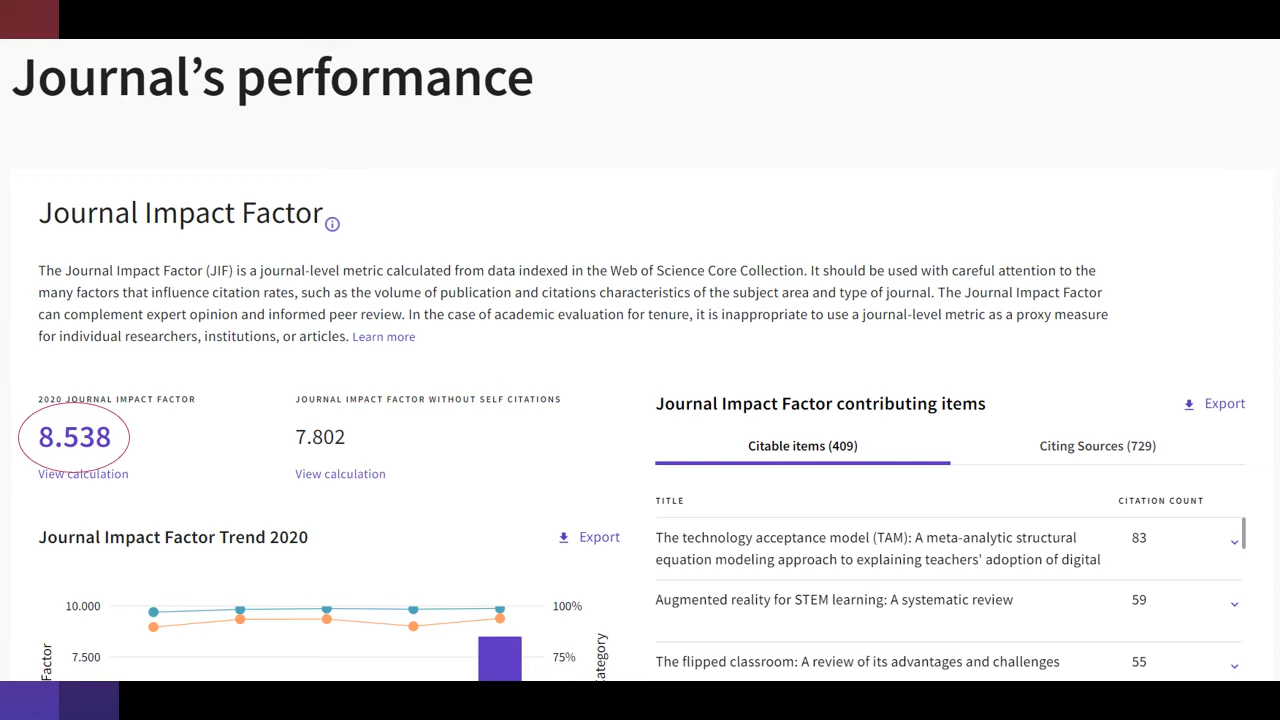 Journal's performance
Journal Impact Factor
The Journal Impact Factor (JIF) is a journal-level metric calculated from data indexed in the Web of Science Core Collection. It should be used with careful attention to the
many factors that influence citation rates, such as the volume of publication and citations characteristics of the subject area and type of journal. The Journal Impact Factor
can complement expert opinion and informed peer review. In the case of academic evaluation for tenure, it is inappropriate to use a journal-level metric as a proxy measure
for individual researchers, institutions, or articles. Learn more
2020 JOURNAL IMPACT FACTOR
8.538
View calculation
JOURNAL IMPACT FACTOR WITHOUT SELF CITATIONS
7.802
View calculation
Journal Impact Factor Trend 2020
Export
10.000
100%
7.500
75%
Factor
Journal Impact Factor contributing items
Export
Citable items (409)
Citing Sources (729)
TITLE
CITATION COUNT
The technology acceptance model (TAM): A meta-analytic structural
equation modeling approach to explaining teachers' adoption of digital
83
Augmented reality for STEM learning: A systematic review
59
The flipped classroom: A review of its advantages and challenges
55